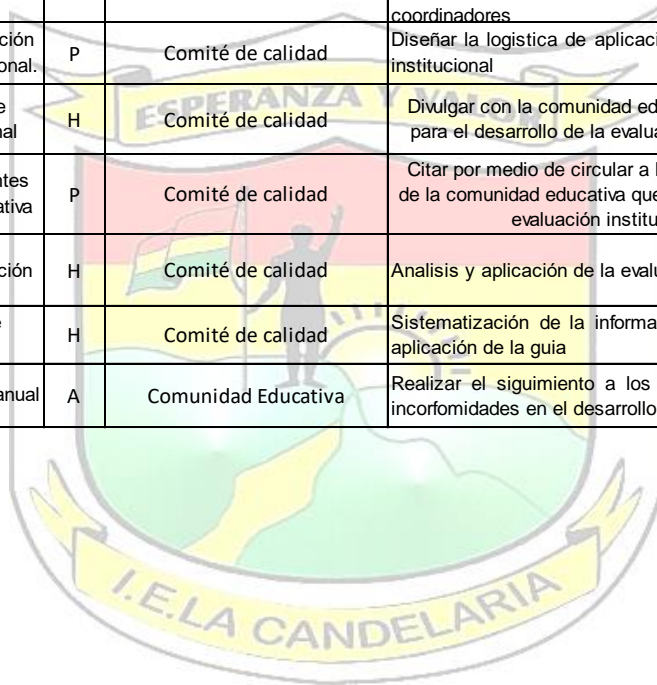 coordinadores
ción
onal.
P
Comité de calidad
Diseñar la logistica de aplicaci
institucional
e
nal
H
Comité de calidad
Divulgar con la comunidad ed
para el desarrollo de la evalua
ntes
ativa
P
Comité de calidad
Citar por medio de circular a l
de la comunidad educativa que
evaluación institu
ción
H
Comité de calidad
Analisis y aplicación de la evalu
e
H
Comité de calidad
Sistematización de la informa
aplicación de la guia
anual
A
Comunidad Educativa
Realizar el siguimiento a los
incorfomidades en el desarrollo
ESPERANZA Y VALOR
I.E.LA CANDELARIA